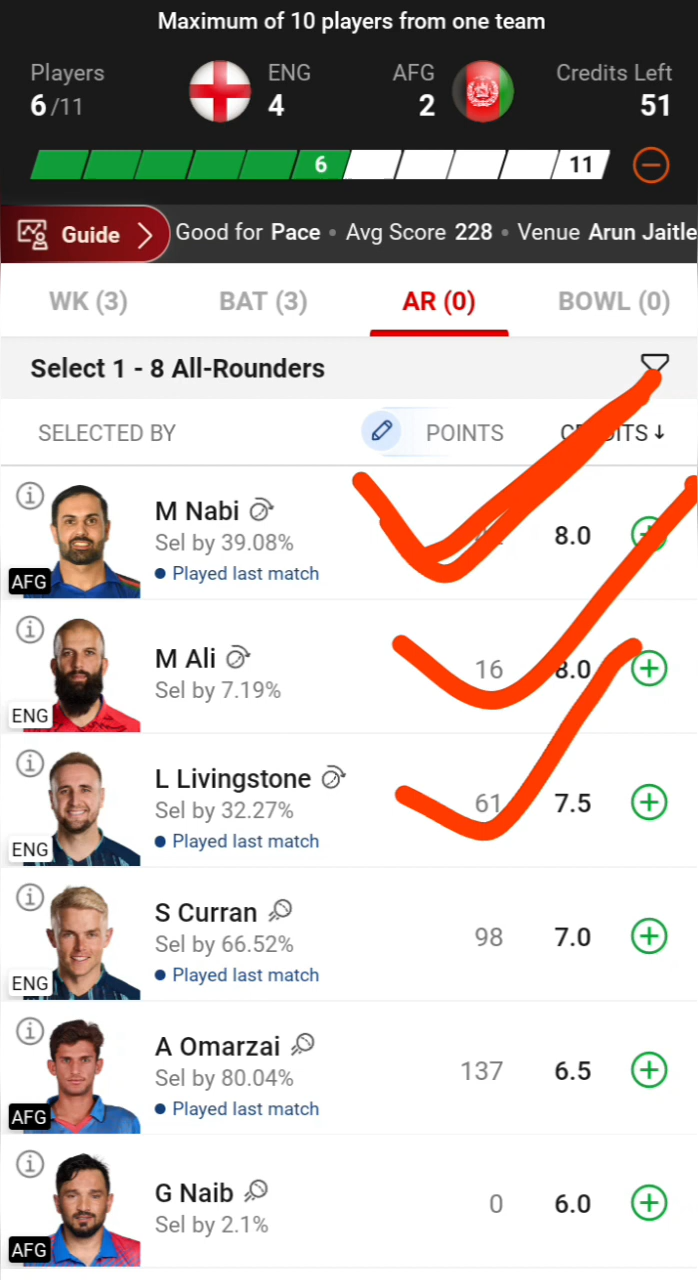 Maximum of 10 players from one team
Players ENG AFG Credits Left
6/11 4 2 51
6 11
Guide Good for Pace • Avg Score 228 • Venue Arun Jaitle
WK (3) BAT (3) AR (0) BOWL (0)
Select 1 - 8 All-Rounders
SELECTED BY POINTS CREDITS ↓
M Nabi
Sel by 39.08% 8.0
• Played last match
AFG
M Ali 16 8.0
Sel by 7.19%
ENG
L Livingstone
Sel by 32.27% 61 7.5
• Played last match
ENG
S Curran
Sel by 66.52% 98 7.0
• Played last match
ENG
A Omarzai
Sel by 80.04% 137 6.5
• Played last match
AFG
G Naib 0 6.0
Sel by 2.1%
AFG